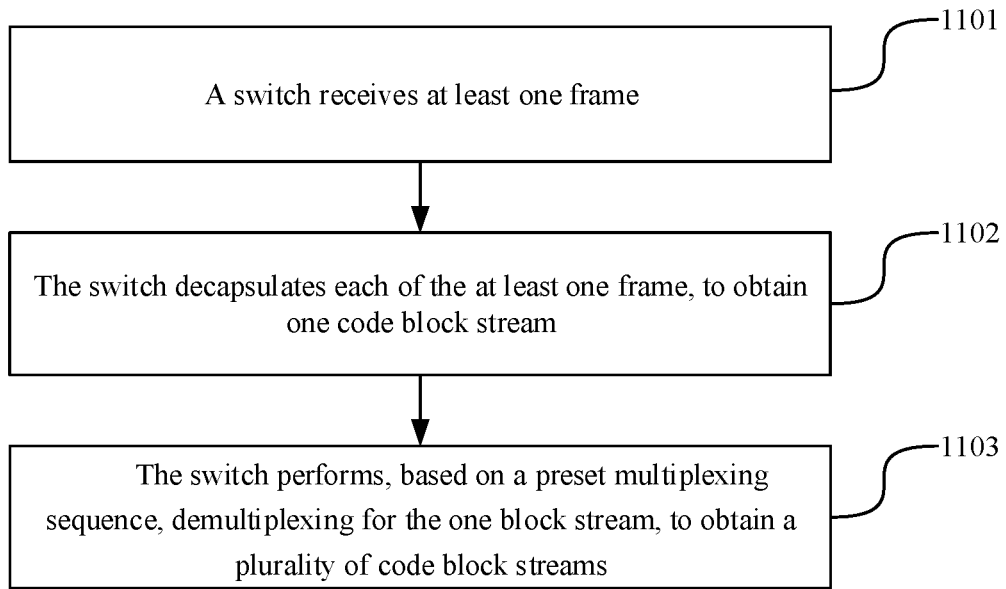 1101
A switch receives at least one frame
1102
The switch decapsulates each of the at least one frame, to obtain
one code block stream
1103
The switch performs, based on a preset multiplexing
sequence, demultiplexing for the one block stream, to obtain a
plurality of code block streams